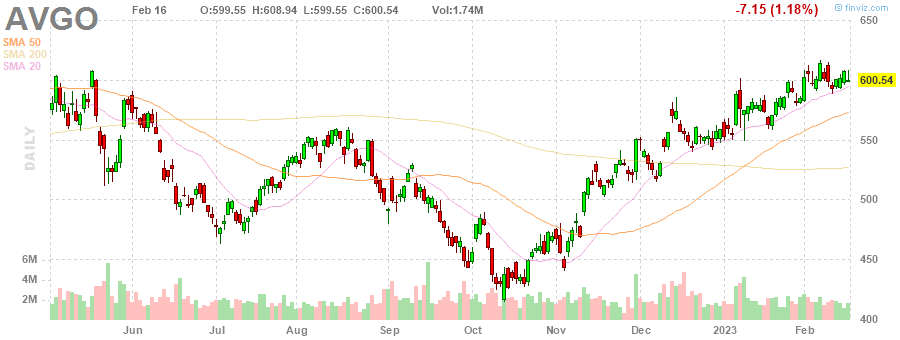 AVGO Feb 16 O:599.55 H:608.94 L:599.55 C:600.54 Vol:1.74M -7.15 (1.18%) © finviz.com
SMA 50
SMA 200
SMA 20
DAILY
650
600.54
550
500
450
400
6M
4M
2M
Jun Jul Aug Sep Oct Nov Dec 2023 Feb